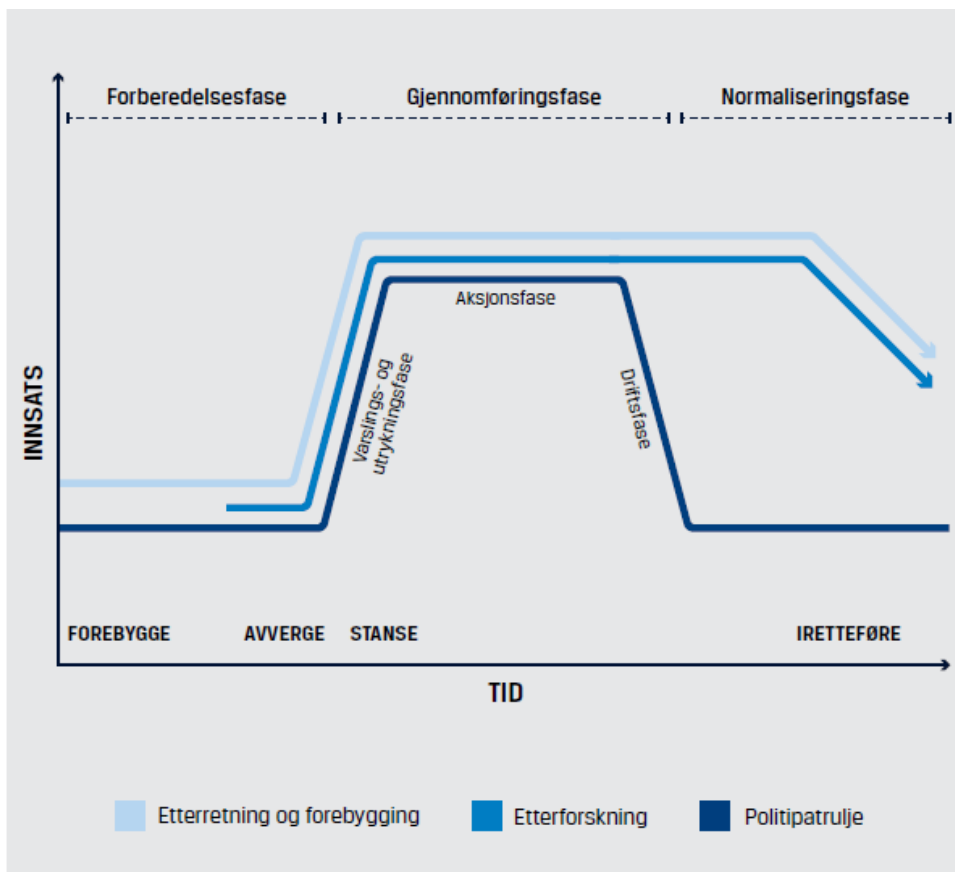 Forberedelsesfase
Gjennomføringsfase
Normaliseringsfase
INNSATS
Varslings- og
utrykningsfase
Aksjonsfase
Driftsfase
FOREBYGGE
AVVERGE
STANSE
IRETTEFØRE
TID
Etterretning og forebygging
Etterforskning
Politipatrulje